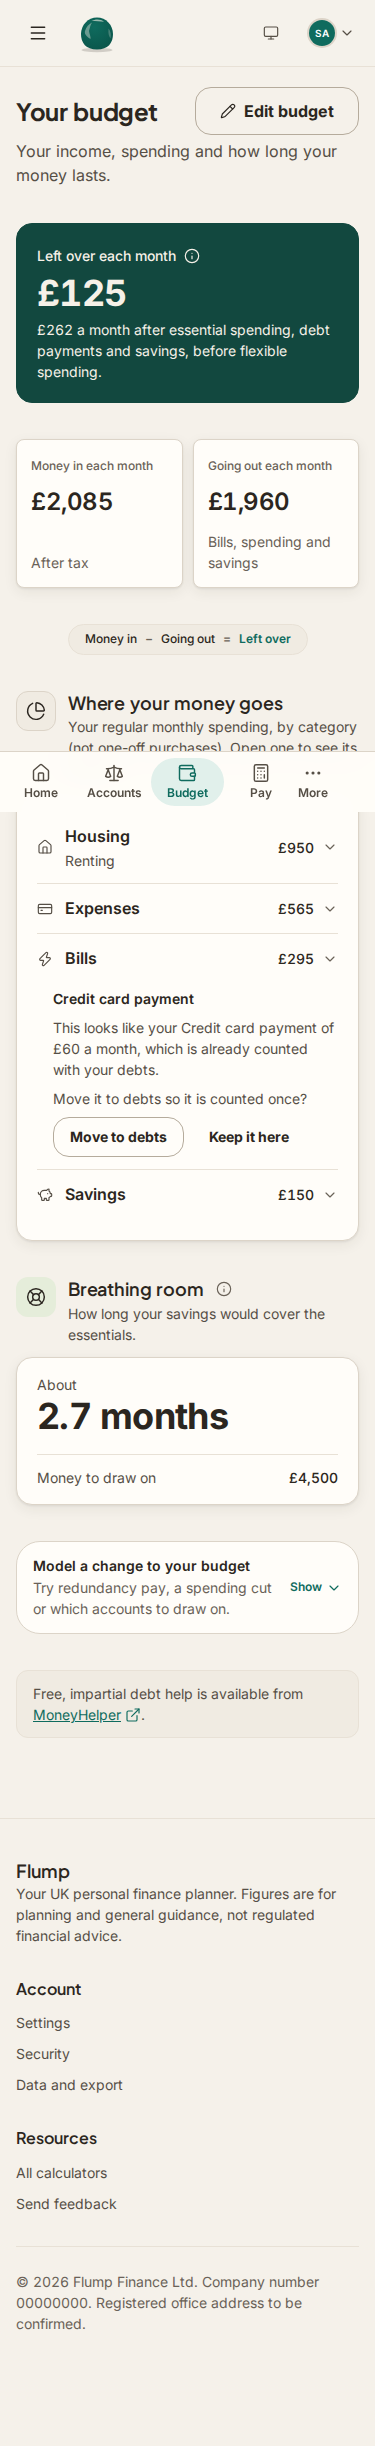 SA
Your budget
Edit budget
Your income, spending and how long your
money lasts.
Left over each month
£125
£262 a month after essential spending, debt
payments and savings, before flexible
spending.
Money in each month
£2,085
After tax
Going out each month
£1,960
Bills, spending and
savings
Money in − Going out = Left over
Where your money goes
Your regular monthly spending, by category
(not one-off purchases). Open one to see its
Home
Accounts
Budget
Pay
More
Housing
Renting
£950
Expenses
£565
Bills
£295
Credit card payment
This looks like your Credit card payment of
£60 a month, which is already counted
with your debts.
Move it to debts so it is counted once?
Move to debts
Keep it here
Savings
£150
Breathing room
How long your savings would cover the
essentials.
About
2.7 months
Money to draw on
£4,500
Model a change to your budget
Try redundancy pay, a spending cut
or which accounts to draw on.
Show
Free, impartial debt help is available from
MoneyHelper.
Flump
Your UK personal finance planner. Figures are for
planning and general guidance, not regulated
financial advice.
Account
Settings
Security
Data and export
Resources
All calculators
Send feedback
© 2026 Flump Finance Ltd. Company number
00000000. Registered office address to be
confirmed.